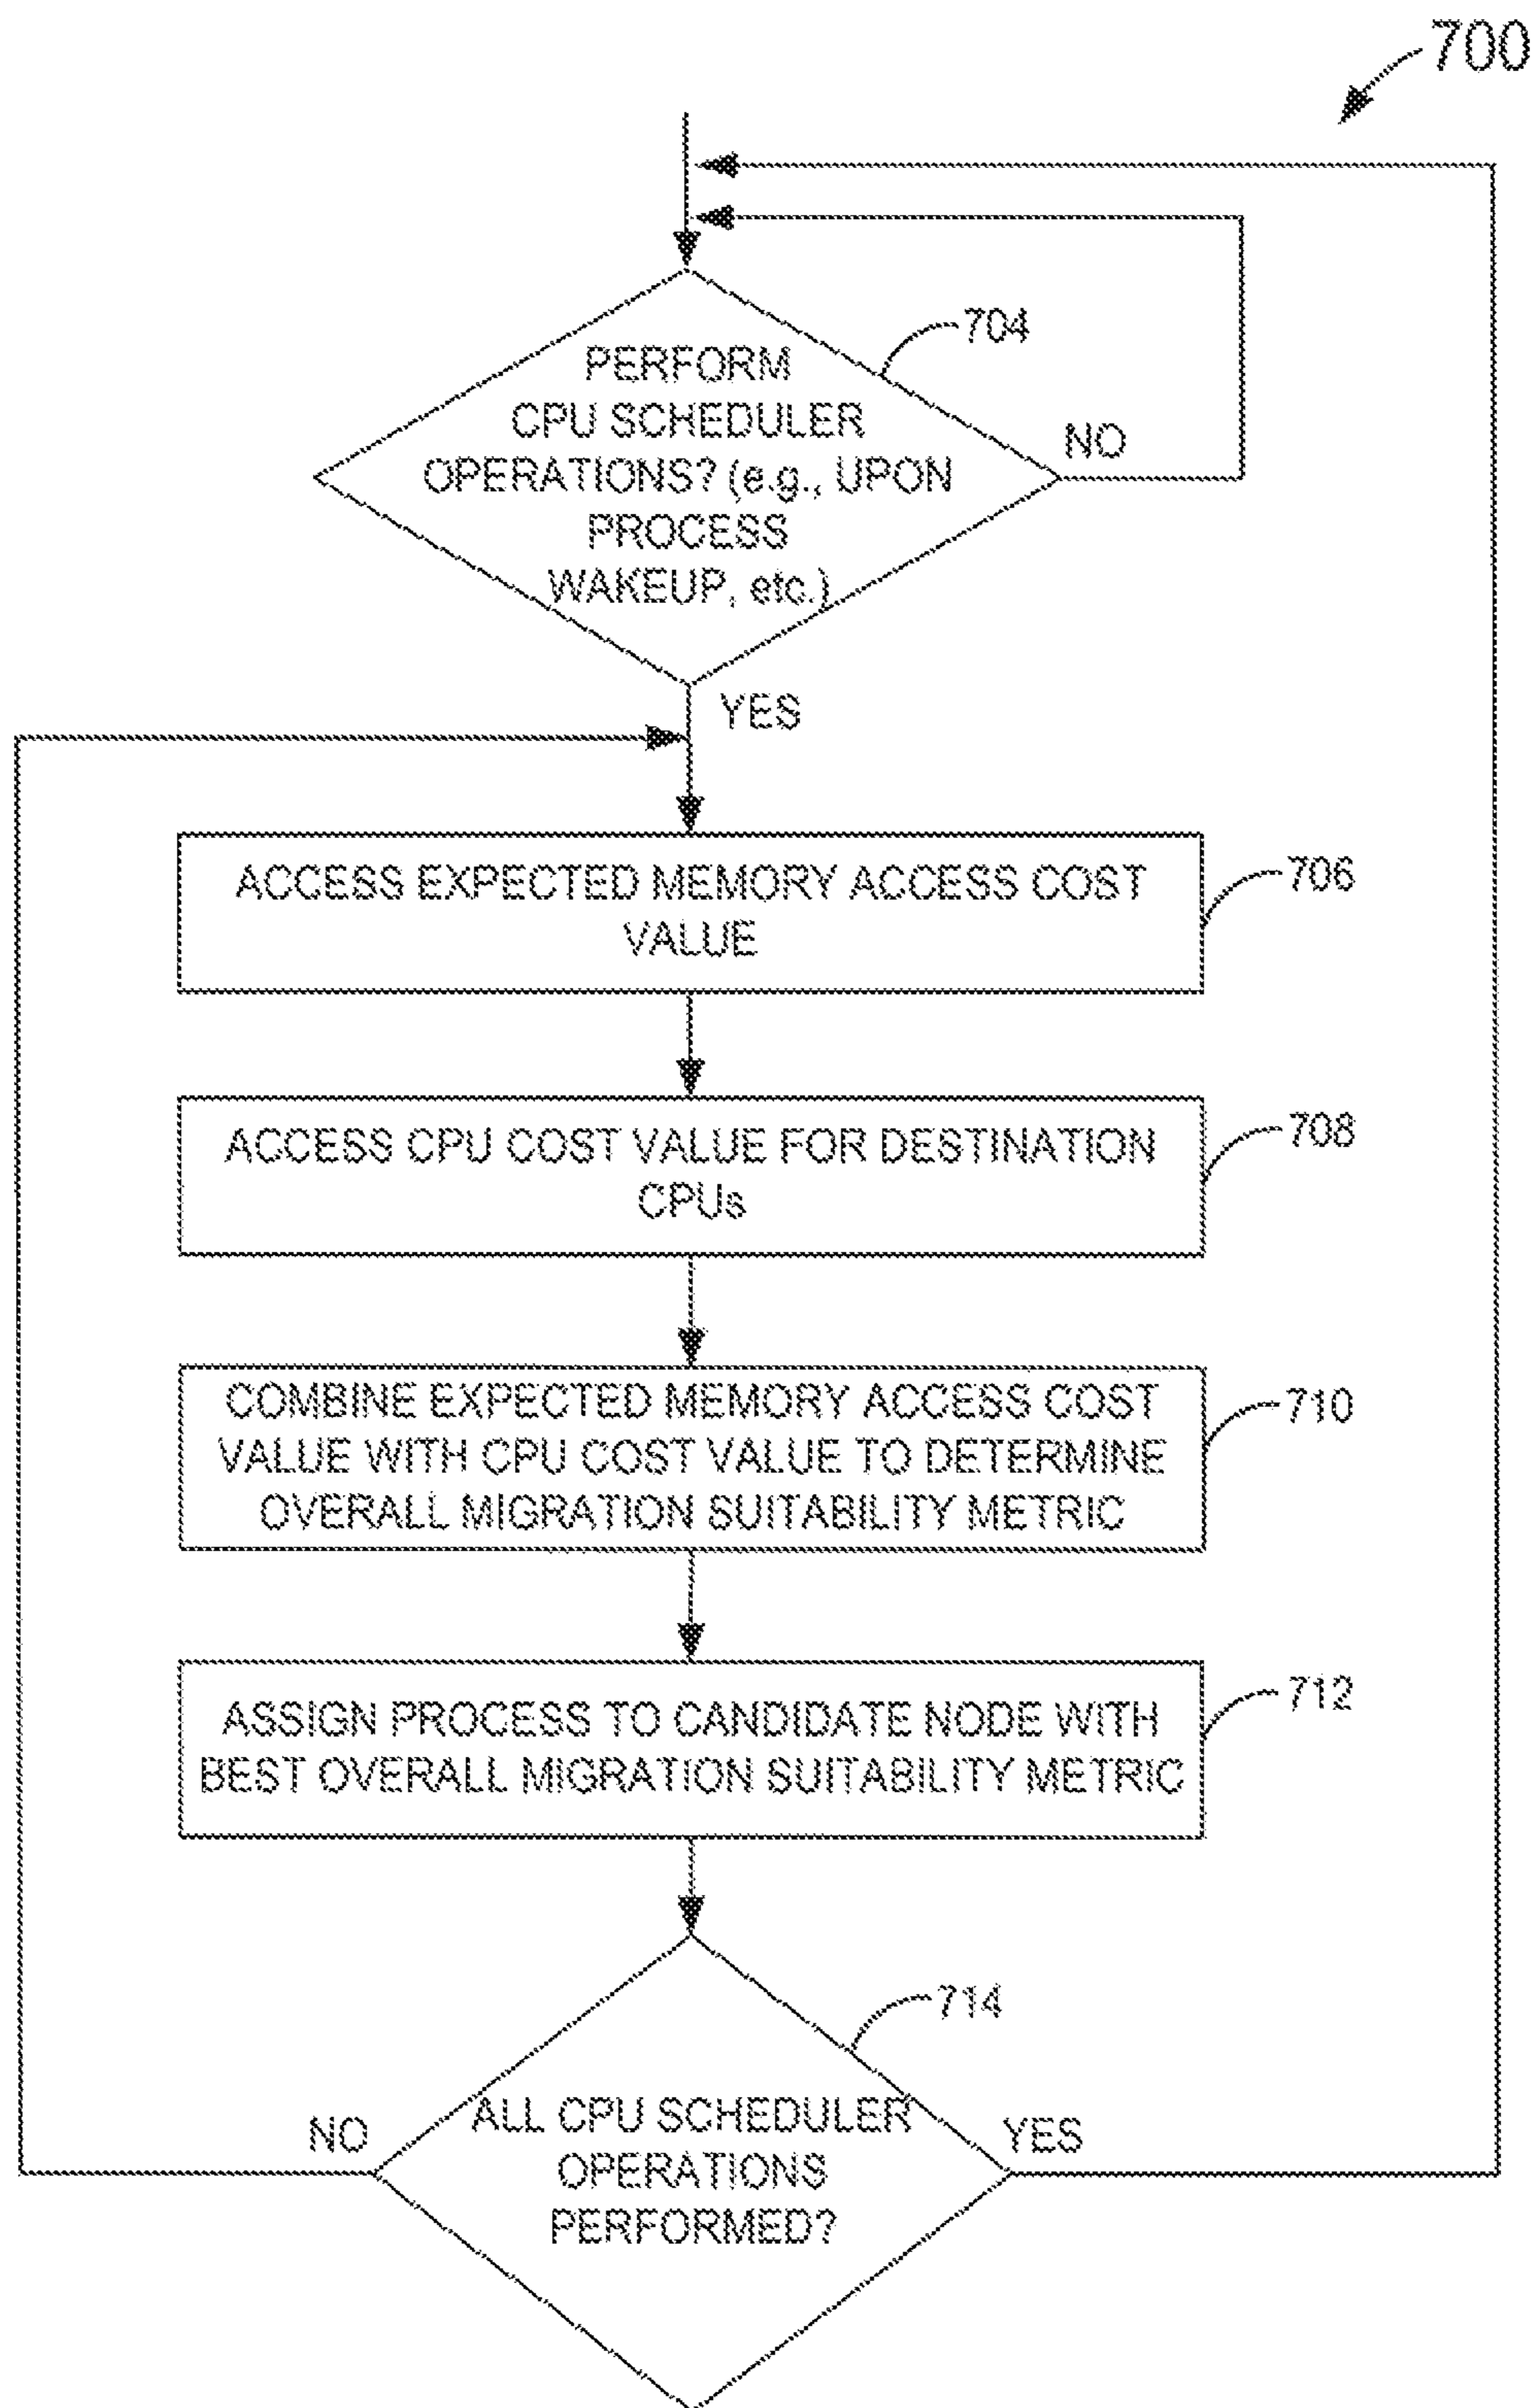 700
704
PERFORM
CPU SCHEDULER
OPERATIONS? (e.g., UPON
PROCESS
WAKEUP, etc.)
NO
YES
ACCESS EXPECTED MEMORY ACCESS COST
VALUE
706
ACCESS CPU COST VALUE FOR DESTINATION
CPUs
708
COMBINE EXPECTED MEMORY ACCESS COST
VALUE WITH CPU COST VALUE TO DETERMINE
OVERALL MIGRATION SUITABILITY METRIC
710
ASSIGN PROCESS TO CANDIDATE NODE WITH
BEST OVERALL MIGRATION SUITABILITY METRIC
712
714
ALL CPU SCHEDULER
OPERATIONS
PERFORMED?
NO
YES